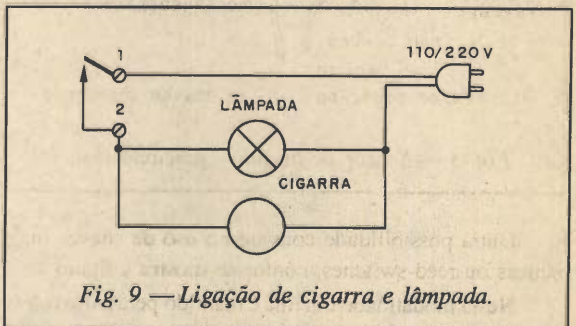 1
110/220 V
2
LÂMPADA
CIGARRA
Fig. 9 — Ligação de cigarra e lâmpada.